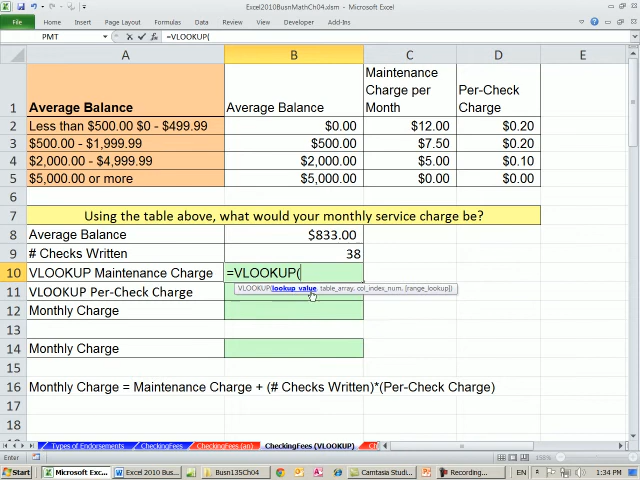 Excel2010BusnMathCh04.xlsm - Microsoft Excel
File Home Insert Page Layout Formulas Data Review View Developer Add-Ins
PMT =VLOOKUP(
A B C D E
1 Average Balance Average Balance Maintenance Charge per Month Per-Check Charge
2 Less than $500.00 $0 - $499.99 $0.00 $12.00 $0.20
3 $500.00 - $1,999.99 $500.00 $7.50 $0.20
4 $2,000.00 - $4,999.99 $2,000.00 $5.00 $0.10
5 $5,000.00 or more $5,000.00 $0.00 $0.00
6
7 Using the table above, what would your monthly service charge be?
8 Average Balance $833.00
9 # Checks Written 38
10 VLOOKUP Maintenance Charge =VLOOKUP(
VLOOKUP(lookup_value, table_array, col_index_num, [range_lookup])
11 VLOOKUP Per-Check Charge
12 Monthly Charge
13
14 Monthly Charge
15
16 Monthly Charge = Maintenance Charge + (# Checks Written)*(Per-Check Charge)
17
18
Types of Endorsements CheckingFees CheckingFees (an) CheckingFees (VLOOKUP) Ch
Enter 158%
Start Microsoft Exc... Word Excel 2010 Bus... Busn135Ch04 Camtasia Studi... Recording... EN 1:34 PM